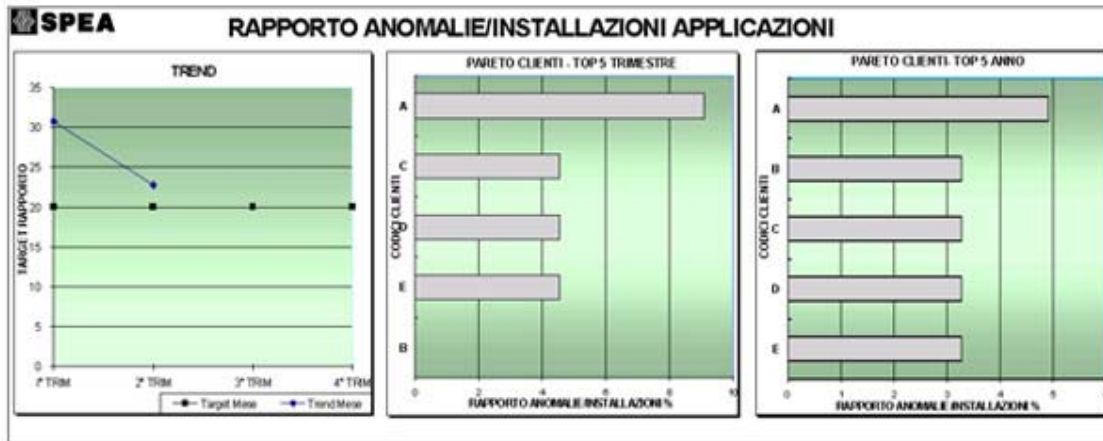 SPEA
RAPPORTO ANOMALIE/INSTALLAZIONI APPLICAZIONI
TREND
35
30
25
20
15
10
5
0
TARGET RAPPORTO
1° TRIM 2° TRIM 3° TRIM 4° TRIM
Target Mese Trend Mese
PARETO CLIENTI - TOP 5 TRIMESTRE
CODICI CLIENTI
A
C
D
E
B
0 2 4 6 8 10
RAPPORTO ANOMALIE/INSTALLAZIONI %
PARETO CLIENTI- TOP 5 ANNO
CODICI CLIENTI
A
B
C
D
E
0 1 2 3 4 5
RAPPORTO ANOMALIE/INSTALLAZIONI %